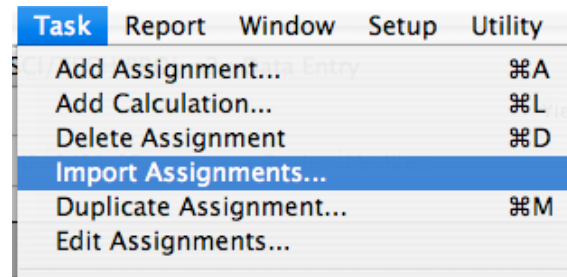 Task Report Window Setup Utility
Add Assignment... ⌘A
Add Calculation... ⌘L
Delete Assignment ⌘D
Import Assignments...
Duplicate Assignment... ⌘M
Edit Assignments...